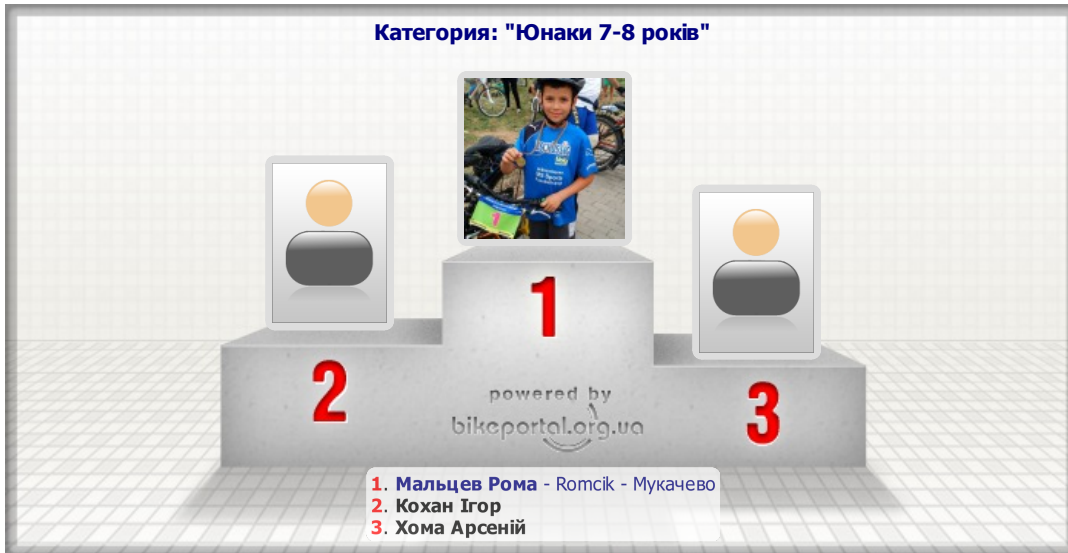 Категория: "Юнаки 7-8 років"
1
1
2
3
powered by
bikeportal.org.ua
1. Мальцев Рома - Romcik - Мукачево
2. Кохан Ігор
3. Хома Арсеній